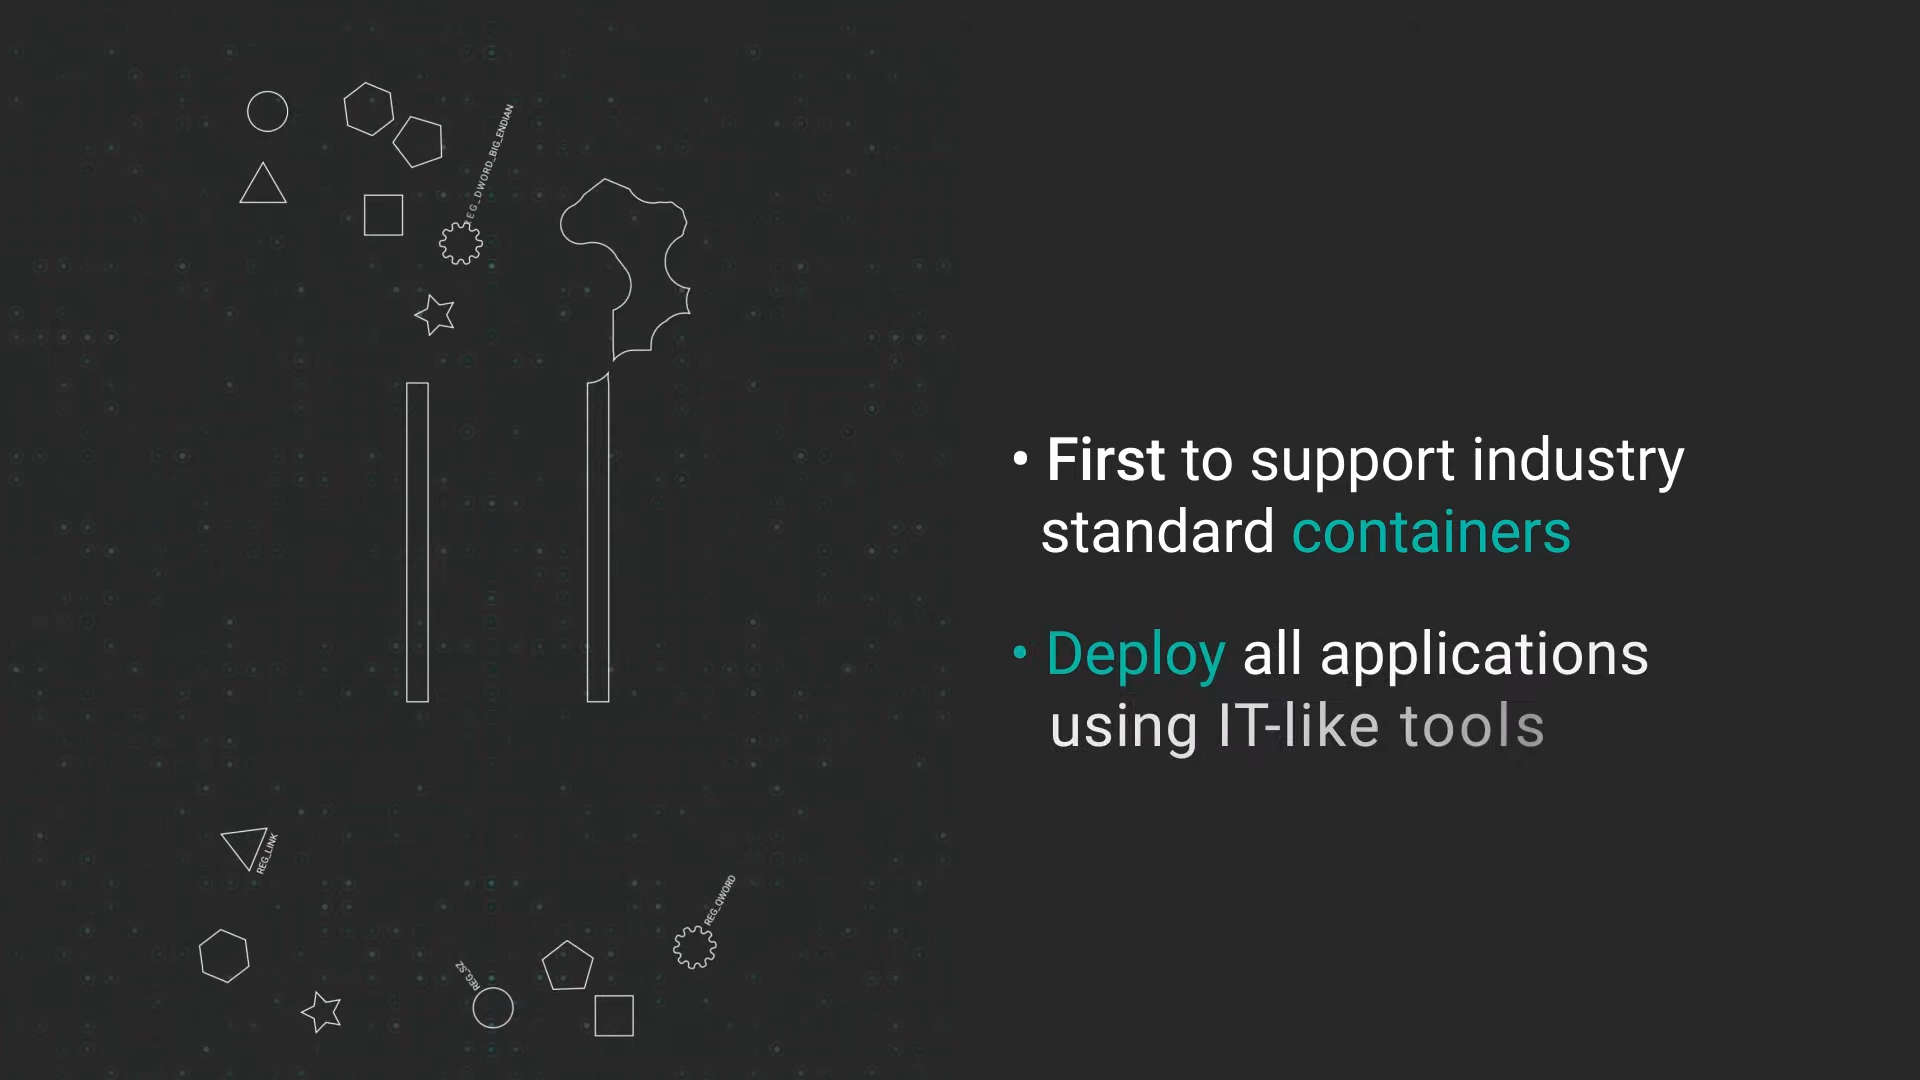 REG_DWORD_BIG_ENDIAN
• First to support industry
standard containers
• Deploy all applications
using IT-like tools
REG_LINK
REG_QWORD
REG_SZ